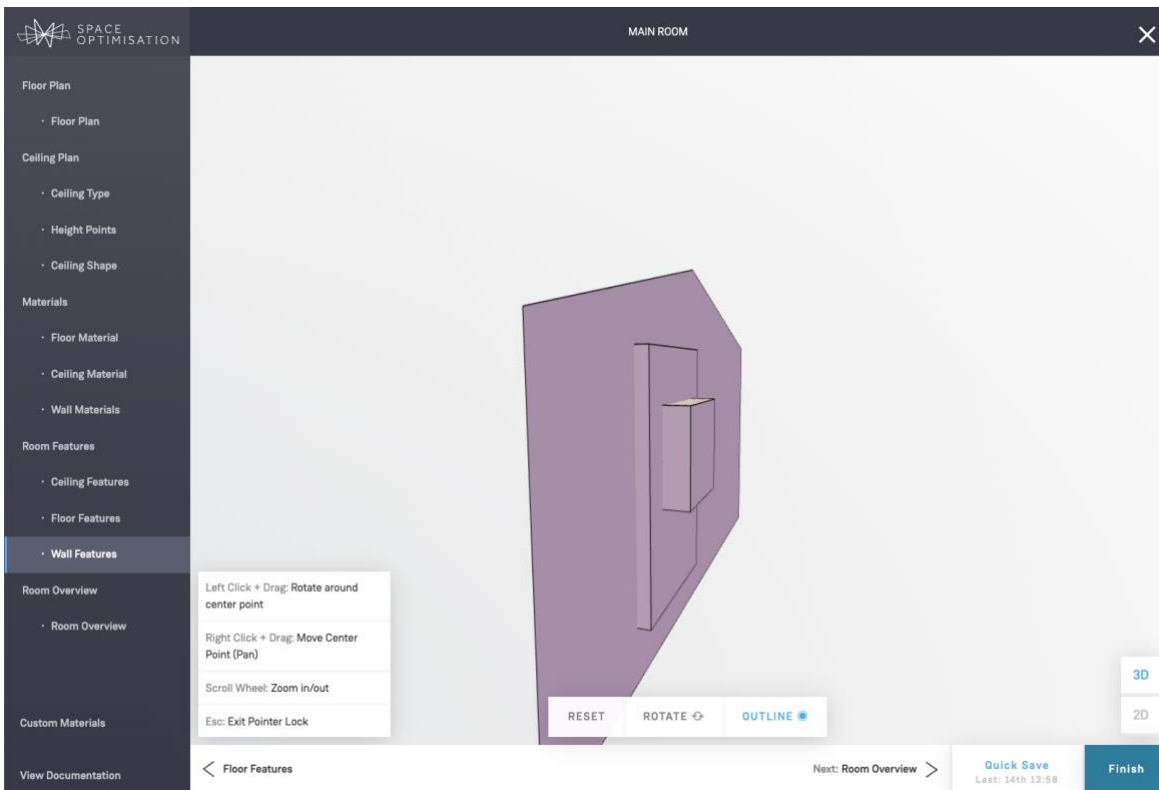 SPACE
OPTIMISATION
MAIN ROOM
Floor Plan
· Floor Plan
Ceiling Plan
· Ceiling Type
· Height Points
· Ceiling Shape
Materials
· Floor Material
· Ceiling Material
· Wall Materials
Room Features
· Ceiling Features
· Floor Features
· Wall Features
Room Overview
· Room Overview
Custom Materials
View Documentation
Left Click + Drag: Rotate around
center point
Right Click + Drag: Move Center
Point (Pan)
Scroll Wheel: Zoom in/out
Esc: Exit Pointer Lock
RESET
ROTATE
OUTLINE
3D
2D
Floor Features
Next: Room Overview
Quick Save
Last: 14th 13:58
Finish